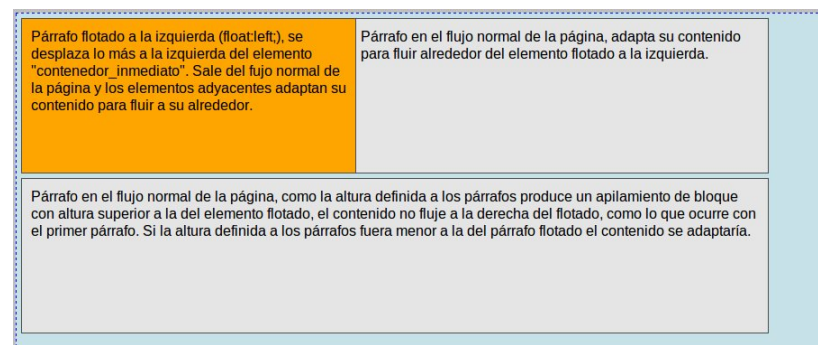 Párrafo flotado a la izquierda (float:left;), se
desplaza lo más a la izquierda del elemento
"contenedor_inmediato". Sale del fujo normal de
la página y los elementos adyacentes adaptan su
contenido para fluir a su alrededor.
Párrafo en el flujo normal de la página, adapta su contenido
para fluir alrededor del elemento flotado a la izquierda.
Párrafo en el flujo normal de la página, como la altura definida a los párrafos produce un apilamiento de bloque
con altura superior a la del elemento flotado, el contenido no fluje a la derecha del flotado, como lo que ocurre con
el primer párrafo. Si la altura definida a los párrafos fuera menor a la del párrafo flotado el contenido se adaptaría.